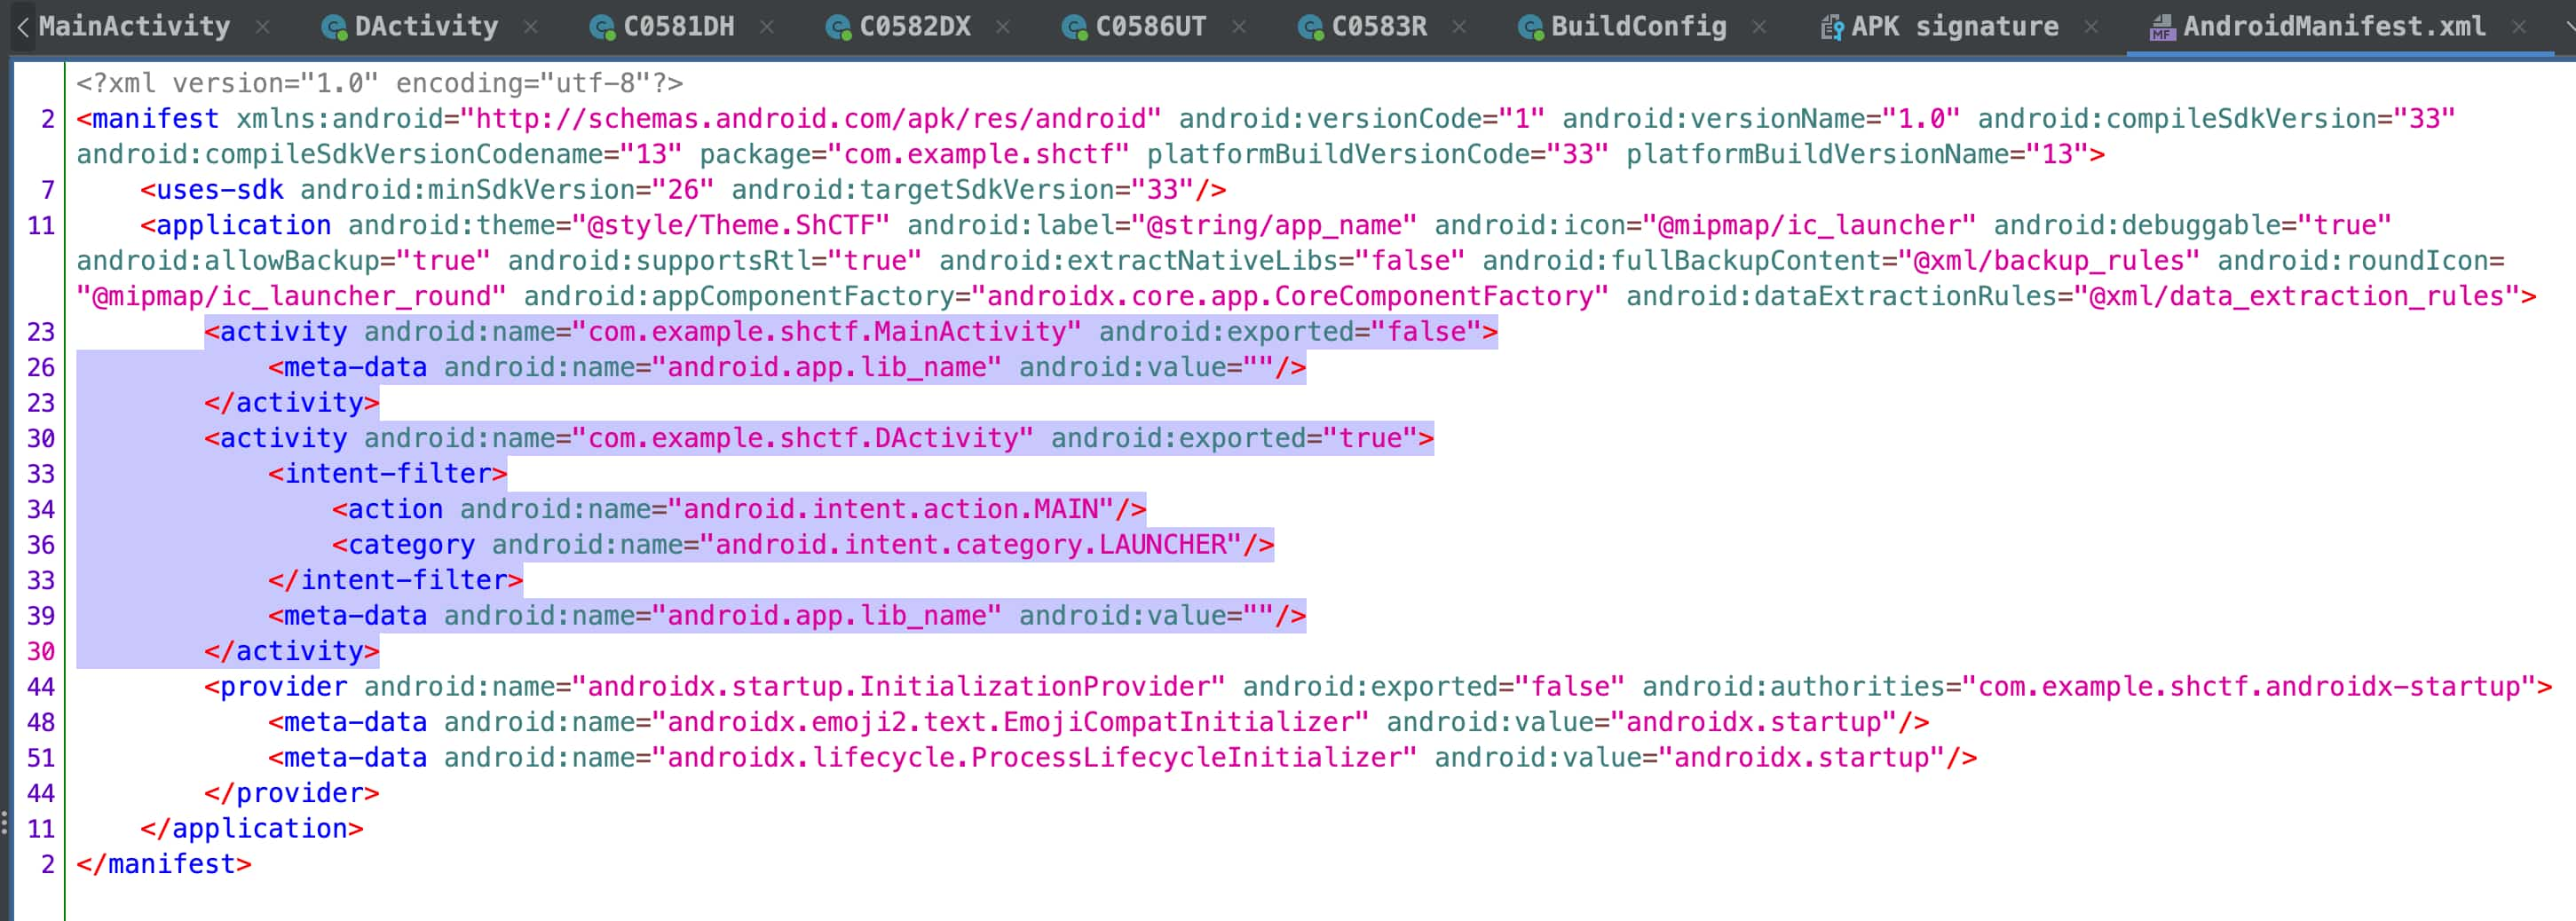 MainActivity × DActivity × C0581DH × C0582DX × C0586UT × C0583R × BuildConfig × APK signature × AndroidManifest.xml ×
<?xml version="1.0" encoding="utf-8"?>
2 <manifest xmlns:android="http://schemas.android.com/apk/res/android" android:versionCode="1" android:versionName="1.0" android:compileSdkVersion="33"
android:compileSdkVersionCodename="13" package="com.example.shctf" platformBuildVersionCode="33" platformBuildVersionName="13">
7 <uses-sdk android:minSdkVersion="26" android:targetSdkVersion="33"/>
11 <application android:theme="@style/Theme.ShCTF" android:label="@string/app_name" android:icon="@mipmap/ic_launcher" android:debuggable="true"
android:allowBackup="true" android:supportsRtl="true" android:extractNativeLibs="false" android:fullBackupContent="@xml/backup_rules" android:roundIcon=
"@mipmap/ic_launcher_round" android:appComponentFactory="androidx.core.app.CoreComponentFactory" android:dataExtractionRules="@xml/data_extraction_rules">
23 <activity android:name="com.example.shctf.MainActivity" android:exported="false">
26 <meta-data android:name="android.app.lib_name" android:value=""/>
23 </activity>
30 <activity android:name="com.example.shctf.DActivity" android:exported="true">
33 <intent-filter>
34 <action android:name="android.intent.action.MAIN"/>
36 <category android:name="android.intent.category.LAUNCHER"/>
33 </intent-filter>
39 <meta-data android:name="android.app.lib_name" android:value=""/>
30 </activity>
44 <provider android:name="androidx.startup.InitializationProvider" android:exported="false" android:authorities="com.example.shctf.androidx-startup">
48 <meta-data android:name="androidx.emoji2.text.EmojiCompatInitializer" android:value="androidx.startup"/>
51 <meta-data android:name="androidx.lifecycle.ProcessLifecycleInitializer" android:value="androidx.startup"/>
44 </provider>
11 </application>
2 </manifest>